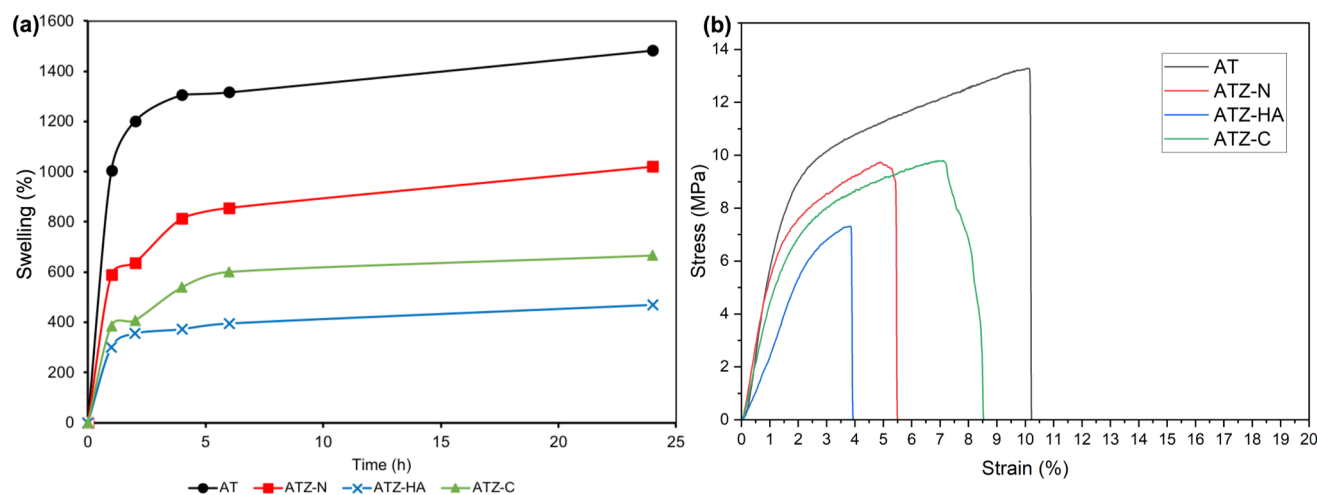 (a)
1600
1400
1200
1000
800
600
400
200
0
Swelling (%)
0 5 10 15 20 25
Time (h)
AT ATZ-N ATZ-HA ATZ-C
(b)
14
12
10
8
6
4
2
0
Stress (MPa)
AT
ATZ-N
ATZ-HA
ATZ-C
0 1 2 3 4 5 6 7 8 9 10 11 12 13 14 15 16 17 18 19 20
Strain (%)